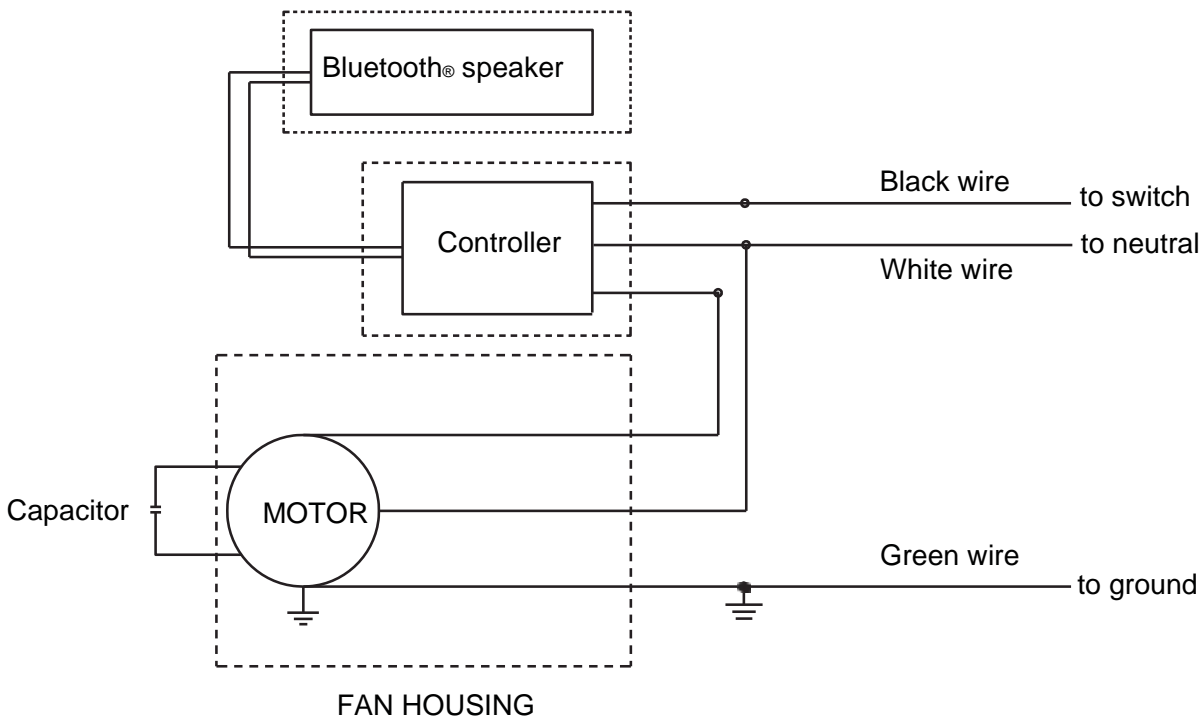 Bluetooth® speaker
Black wire
to switch
Controller
to neutral
White wire
Capacitor
MOTOR
Green wire
to ground
FAN HOUSING